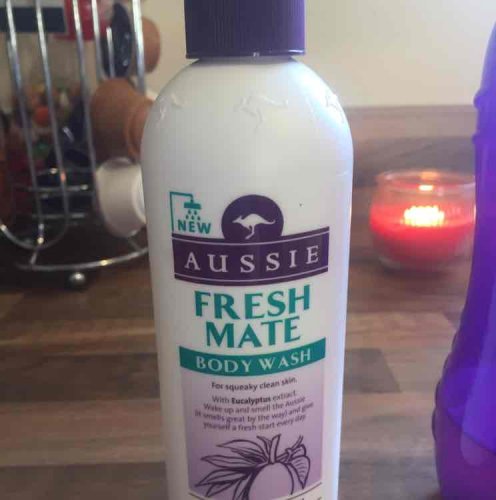 NEW
AUSSIE
FRESH
MATE
BODY WASH
For squeaky clean skin.
With Eucalyptus extract.
Wake up and smell the Aussie
(it smells great by the way) and give
yourself a fresh start every day.